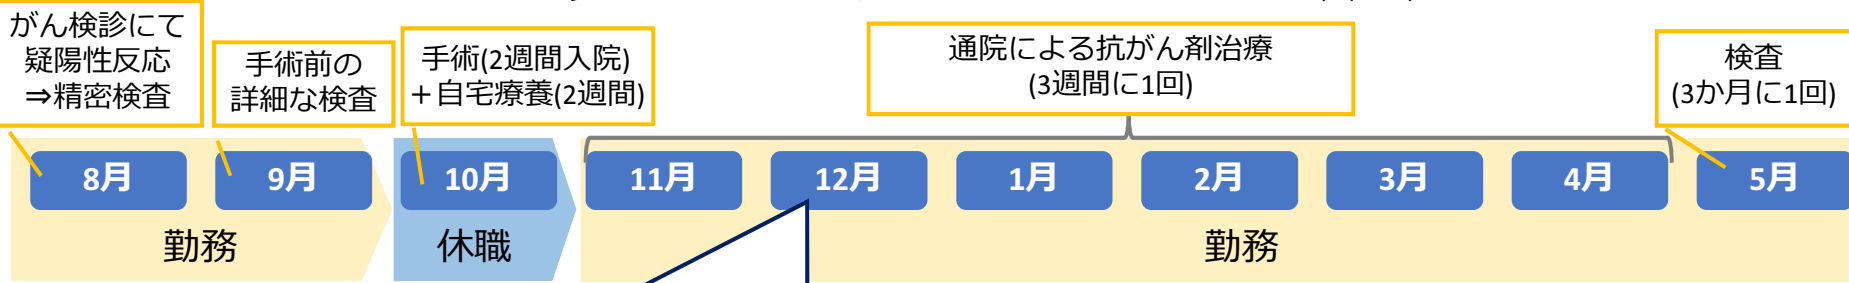 がん検診にて
疑陽性反応
⇒精密検査
手術前の
詳細な検査
手術(2週間入院)
＋自宅療養(2週間)
通院による抗がん剤治療
(3週間に1回)
検査
(3か月に1回)
8月
9月
10月
11月
12月
1月
2月
3月
4月
5月
勤務
休職
勤務